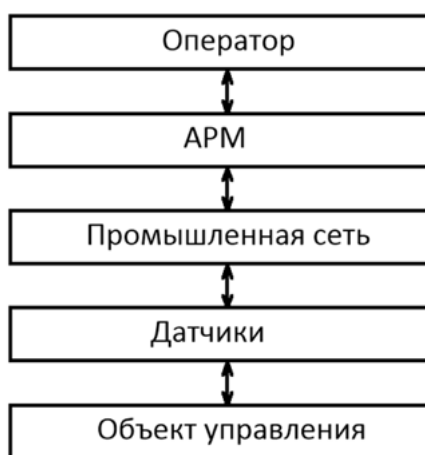 Оператор
АРМ
Промышленная сеть
Датчики
Объект управления